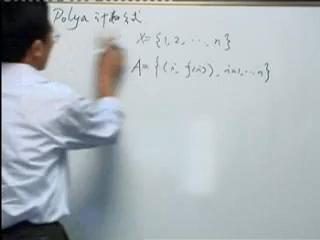 Polya 计数公式
X={1,2,…,n}
A={(i, f(i)), i=1,…n}